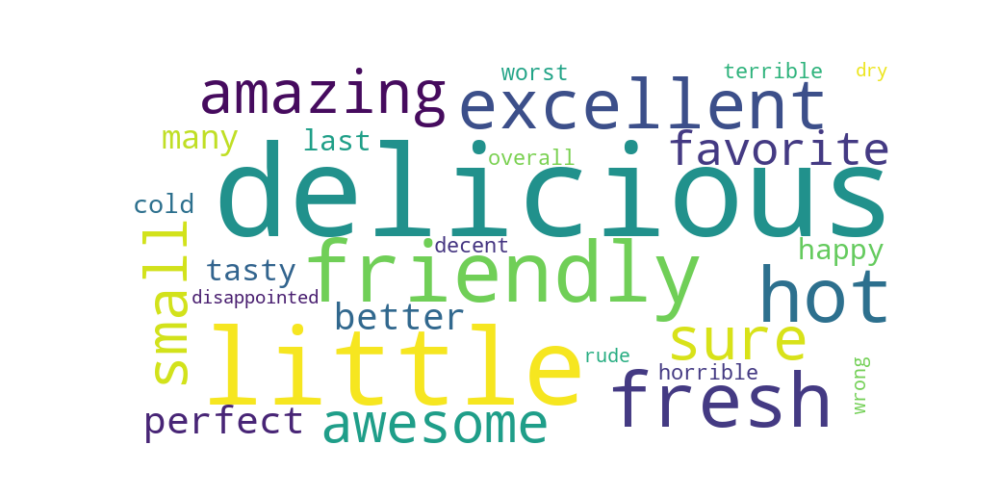 worst
terrible
dry
amazing
excellent
many
last
favorite
overall
delicious
cold
small
decent
friendly
happy
tasty
hot
disappointed
better
little
sure
rude
horrible
wrong
fresh
perfect
awesome